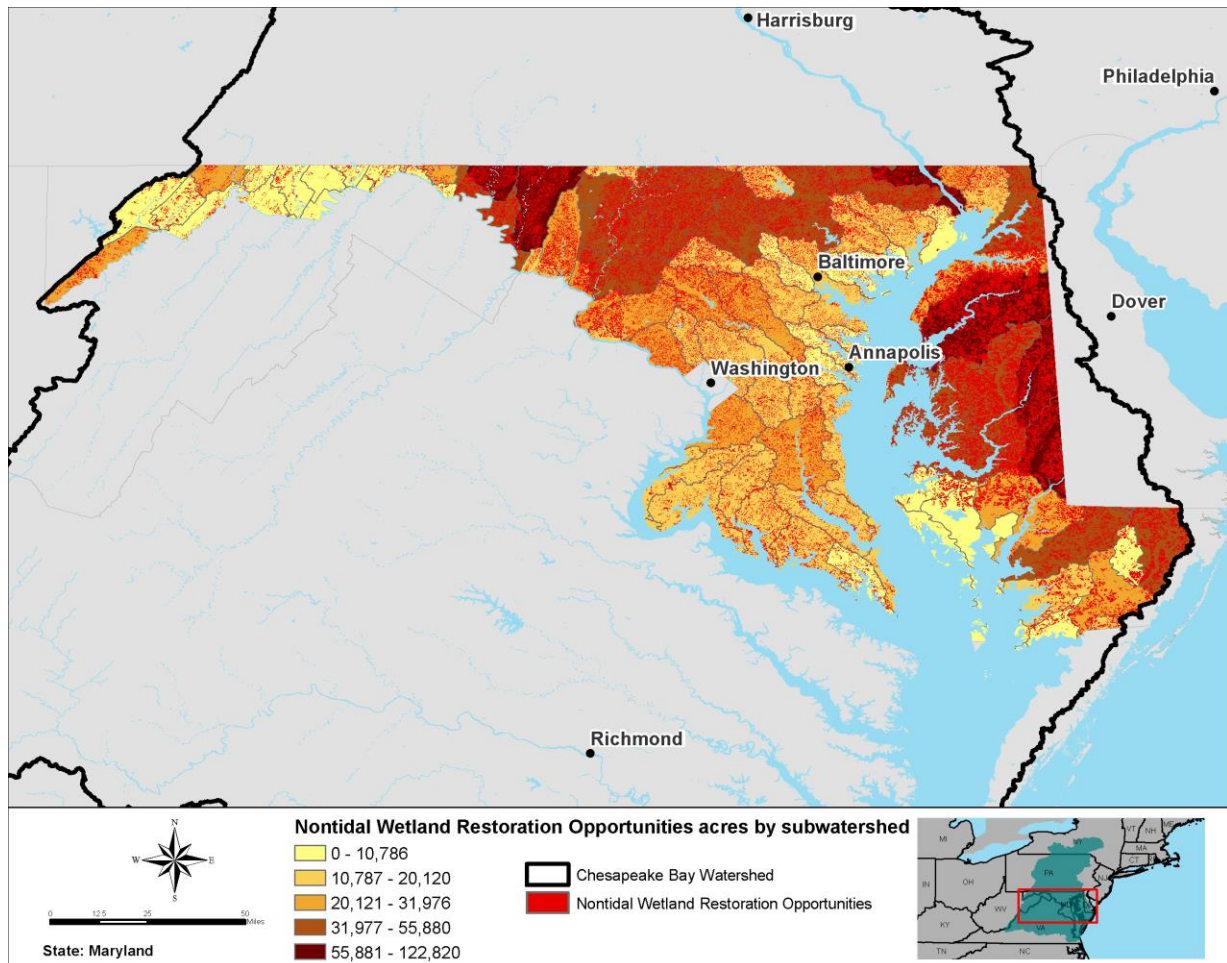 Harrisburg
Philadelphia
Baltimore
Dover
Annapolis
Washington
Richmond
N
W E
S
0 12.5 25 50
Miles
State: Maryland
Nontidal Wetland Restoration Opportunities acres by subwatershed
0 - 10,786
10,787 - 20,120
20,121 - 31,976
31,977 - 55,880
55,881 - 122,820
Chesapeake Bay Watershed
Nontidal Wetland Restoration Opportunities
MI
NY
VT
NH
ME
MA
CT
PA
NJ
IN
OH
WV
VA
KY
TN
NC